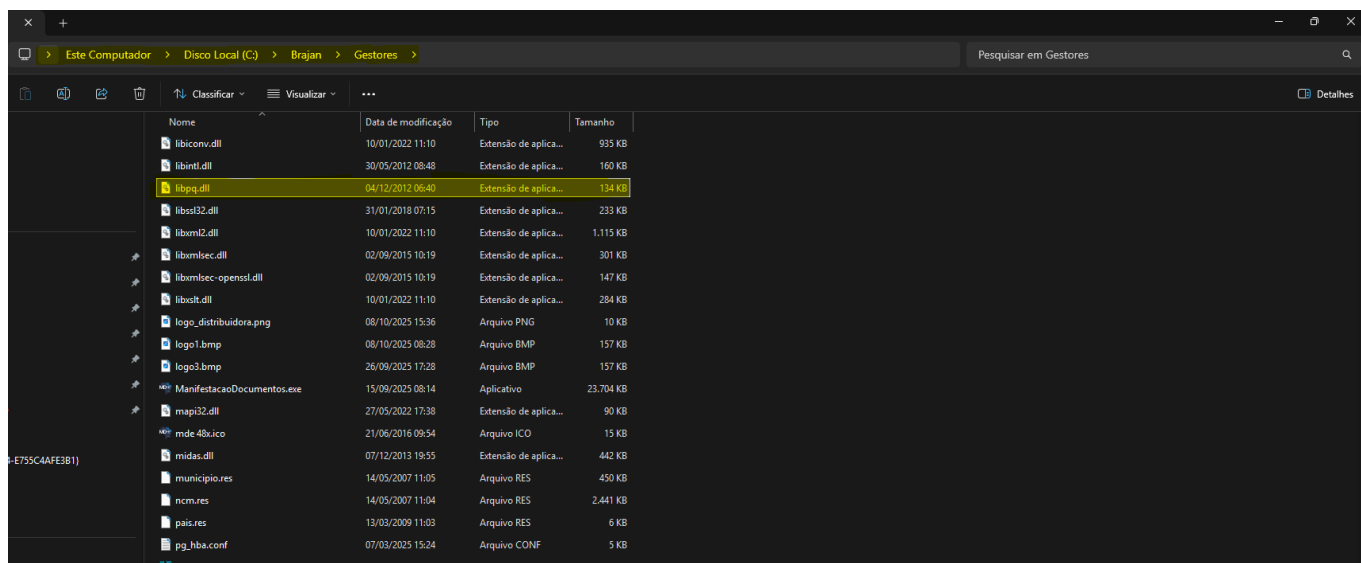 Este Computador > Disco Local (C:) > Brajan > Gestores >
Pesquisar em Gestores
Classificar Visualizar ... Detalhes
Nome Data de modificação Tipo Tamanho
libiconv.dll 10/01/2022 11:10 Extensão de aplica... 935 KB
libintl.dll 30/05/2012 08:48 Extensão de aplica... 160 KB
libpq.dll 04/12/2012 06:40 Extensão de aplica... 134 KB
libssl32.dll 31/01/2018 07:15 Extensão de aplica... 233 KB
libxml2.dll 10/01/2022 11:10 Extensão de aplica... 1.115 KB
libxmlsec.dll 02/09/2015 10:19 Extensão de aplica... 301 KB
libxmlsec-openssl.dll 02/09/2015 10:19 Extensão de aplica... 147 KB
libxslt.dll 10/01/2022 11:10 Extensão de aplica... 284 KB
logo_distribuidora.png 08/10/2025 15:36 Arquivo PNG 10 KB
logo1.bmp 08/10/2025 08:28 Arquivo BMP 157 KB
logo3.bmp 26/09/2025 17:28 Arquivo BMP 157 KB
ManifestacaoDocumentos.exe 15/09/2025 08:14 Aplicativo 23.704 KB
mapi32.dll 27/05/2022 17:38 Extensão de aplica... 90 KB
mde 48x.ico 21/06/2016 09:54 Arquivo ICO 15 KB
4-E755C4AFE3B1}
midas.dll 07/12/2013 19:55 Extensão de aplica... 442 KB
municipio.res 14/05/2007 11:05 Arquivo RES 450 KB
ncm.res 14/05/2007 11:04 Arquivo RES 2.441 KB
pais.res 13/03/2009 11:03 Arquivo RES 6 KB
pg_hba.conf 07/03/2025 15:24 Arquivo CONF 5 KB